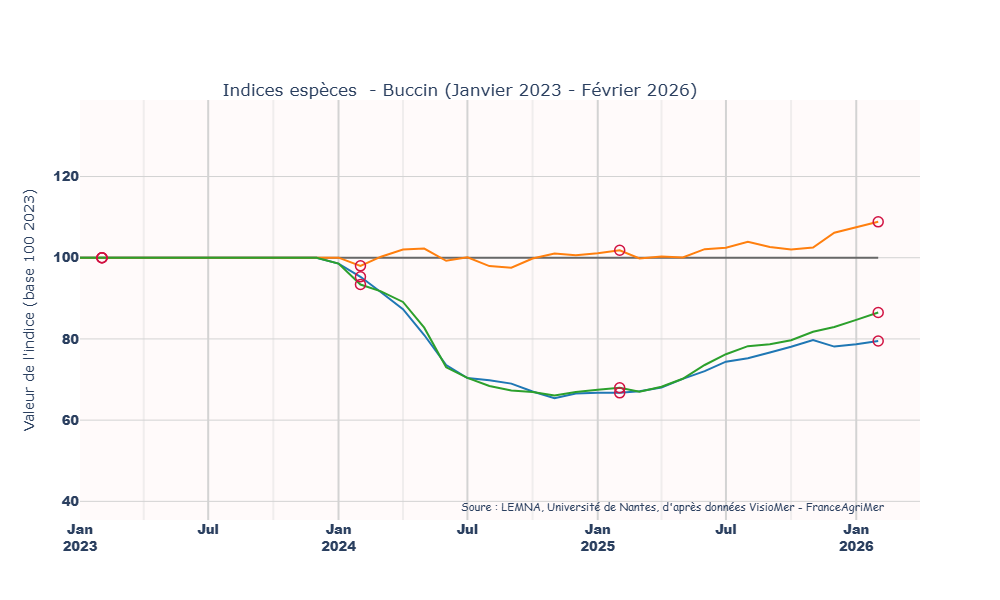 Indices espèces  - Buccin (Janvier 2023 - Février 2026)
Valeur de l'indice (base 100 2023)
120
100
80
60
40
Soure : LEMNA, Université de Nantes, d'après données VisioMer - FranceAgriMer
Jan Jul Jan Jul Jan Jul Jan
2023 2024 2025 2026